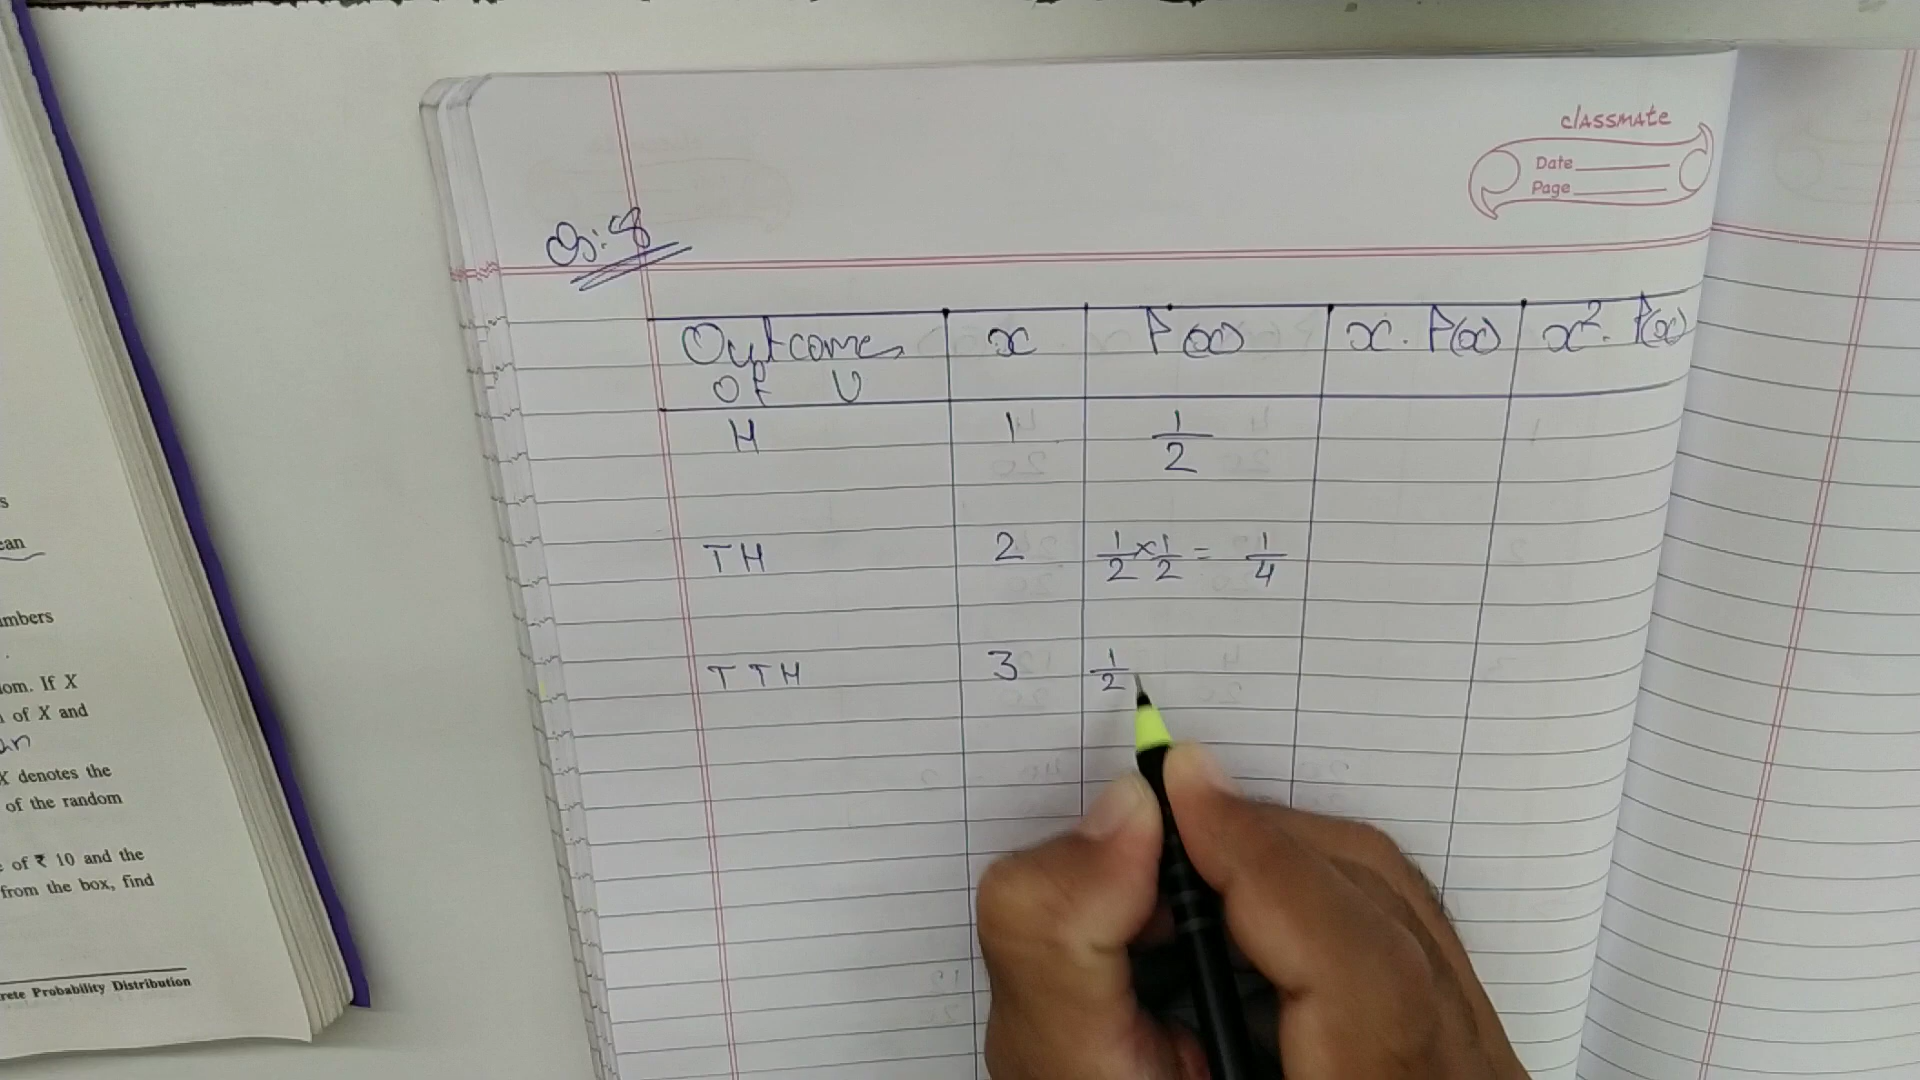 s
ean
umbers
om. If X
of X and
X denotes the
of the random
of ₹ 10 and the
from the box, find
rete Probability Distribution
classmate
Date
Page
Q:8
Outcomes x P(x) x. P(x) x². P(x)
of U
H 1 1/2
TH 2 1/2 × 1/2 = 1/4
TTH 3 1/2